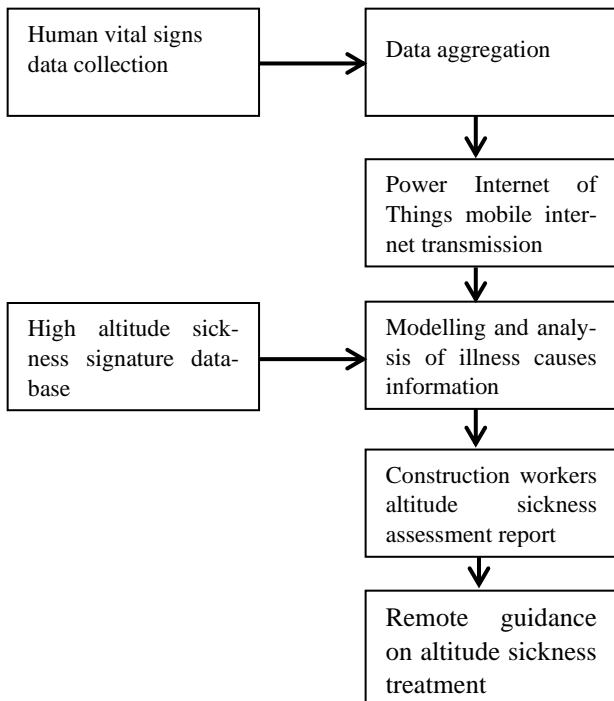 Human vital signs
data collection
Data aggregation
Power Internet of
Things mobile inter-
net transmission
High altitude sick-
ness signature data-
base
Modelling and analy-
sis of illness causes
information
Construction workers
altitude sickness
assessment report
Remote guidance
on altitude sickness
treatment